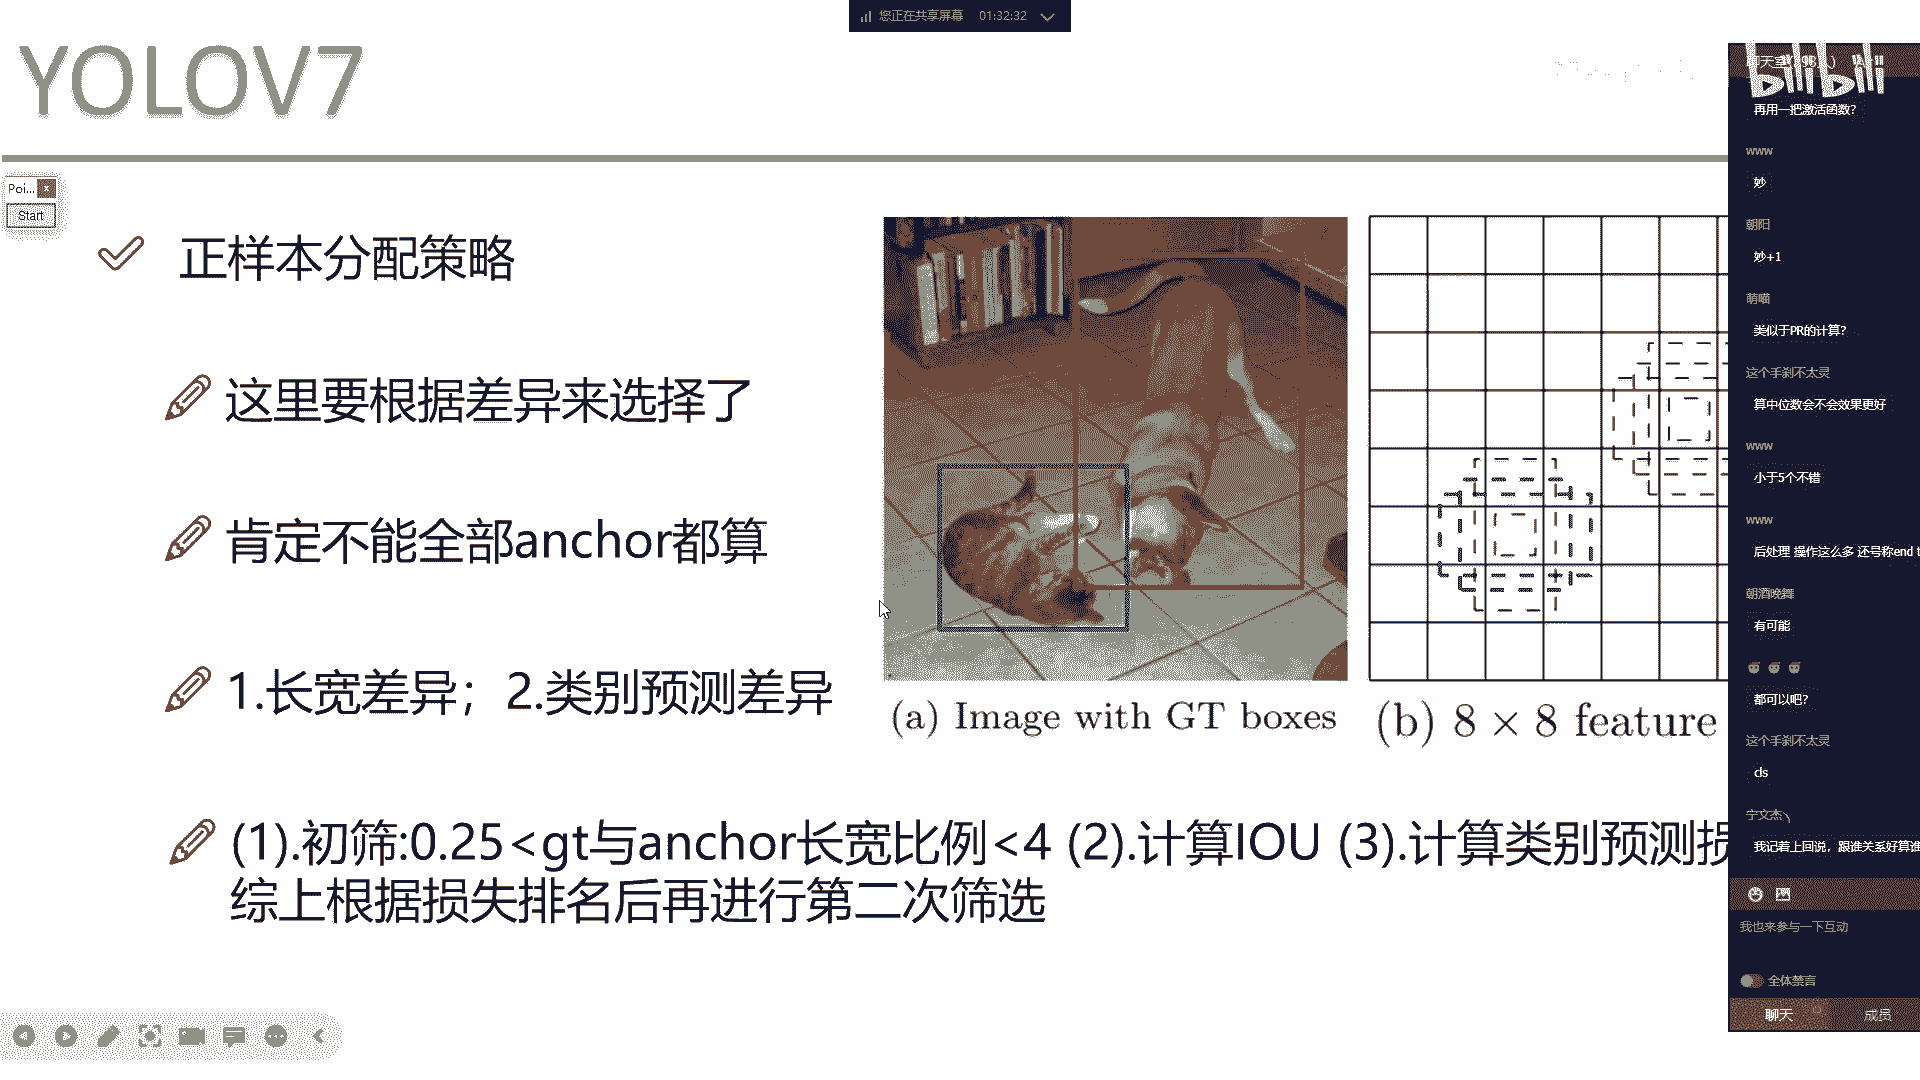 您正在共享屏幕 01:32:32
YOLOV7
Poi...
Start
正样本分配策略
这里要根据差异来选择了
肯定不能全部anchor都算
1.长宽差异；2.类别预测差异
(a) Image with GT boxes
(b) 8 × 8 feature
(1).初筛:0.25<gt与anchor长宽比例<4 (2).计算IOU (3).计算类别预测损
综上根据损失排名后再进行第二次筛选
bilibili
再用一把激活函数?
www
妙
朝阳
妙+1
萌喵
类似于PR的计算?
这个手刹不太灵
算中位数会不会效果更好
www
小于5个不错
www
后处理 操作这么多 还号称end t
朝酒晚舞
有可能
都可以吧?
这个手刹不太灵
cls
宁文杰
我记着上回说，跟谁关系好算谁
我也来参与一下互动
全体禁言
聊天
成员